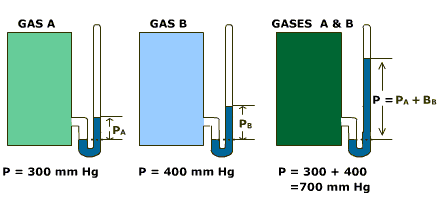 GAS A
GAS B
GASES A & B
PA
PB
P = PA + BB
P = 300 mm Hg
P = 400 mm Hg
P = 300 + 400
=700 mm Hg